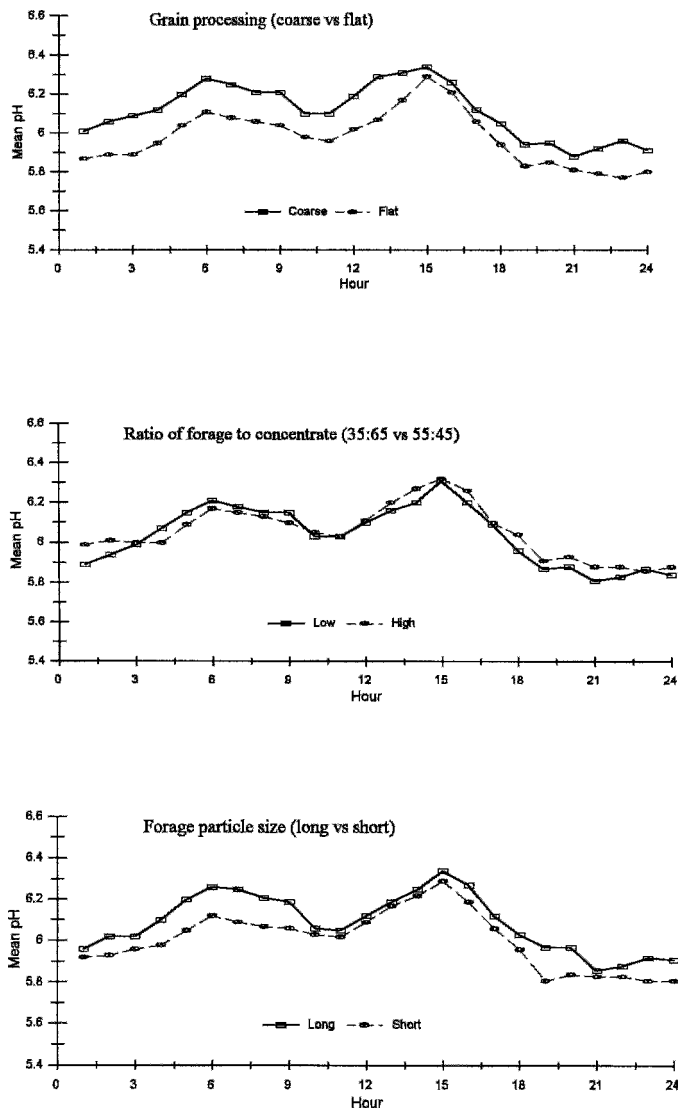 Grain processing (coarse vs flat)
6.6
6.4
6.2
6
5.8
5.6
5.4
Mean pH
Coarse Flat
0 3 6 9 12 15 18 21 24
Hour
Ratio of forage to concentrate (35:65 vs 55:45)
6.6
6.4
6.2
6
5.8
5.6
5.4
Mean pH
Low High
0 3 6 9 12 15 18 21 24
Hour
Forage particle size (long vs short)
6.6
6.4
6.2
6
5.8
5.6
5.4
Mean pH
Long Short
0 3 6 9 12 15 18 21 24
Hour